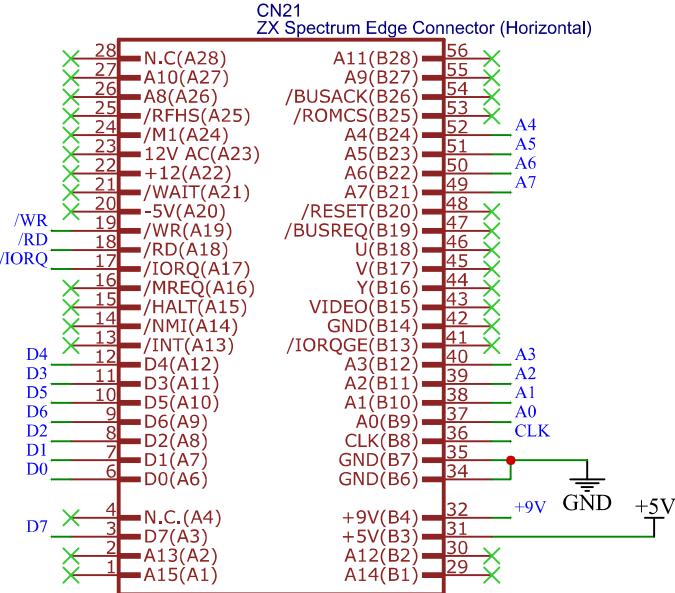 CN21
ZX Spectrum Edge Connector (Horizontal)
28 N.C(A28) A11(B28) 56
27 A10(A27) A9(B27) 55
26 A8(A26) /BUSACK(B26) 54
25 /RFHS(A25) /ROMCS(B25) 53
24 /M1(A24) A4(B24) 52 A4
23 12V AC(A23) A5(B23) 51 A5
22 +12(A22) A6(B22) 50 A6
21 /WAIT(A21) A7(B21) 49 A7
20 -5V(A20) /RESET(B20) 48
/WR 19 /WR(A19) /BUSREQ(B19) 47
/RD 18 /RD(A18) U(B18) 46
/IORQ 17 /IORQ(A17) V(B17) 45
16 /MREQ(A16) Y(B16) 44
15 /HALT(A15) VIDEO(B15) 43
14 /NMI(A14) GND(B14) 42
13 /INT(A13) /IORQGE(B13) 41
D4 12 D4(A12) A3(B12) 40 A3
D3 11 D3(A11) A2(B11) 39 A2
D5 10 D5(A10) A1(B10) 38 A1
D6 9 D6(A9) A0(B9) 37 A0
D2 8 D2(A8) CLK(B8) 36 CLK
D1 7 D1(A7) GND(B7) 35
D0 6 D0(A6) GND(B6) 34
GND
4 N.C.(A4) +9V(B4) 32 +9V
+5V
D7 3 D7(A3) +5V(B3) 31
2 A13(A2) A12(B2) 30
1 A15(A1) A14(B1) 29